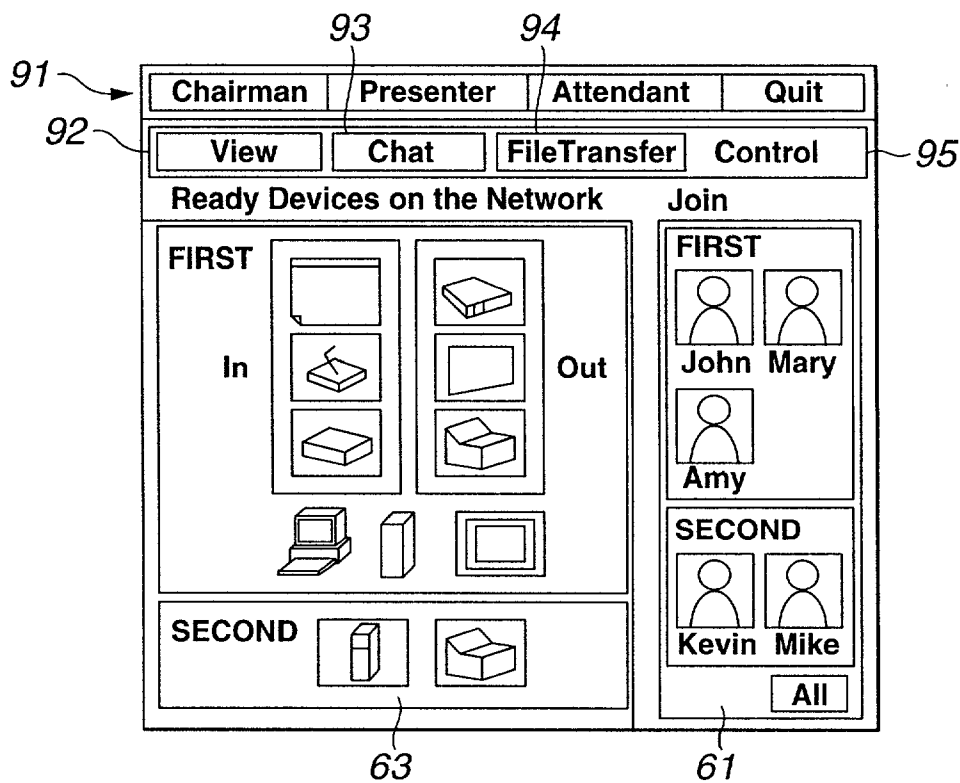 93 94
91 Chairman Presenter Attendant Quit
92 View Chat FileTransfer Control 95
Ready Devices on the Network Join
FIRST
In Out
SECOND
FIRST
John Mary
Amy
SECOND
Kevin Mike
All
63 61